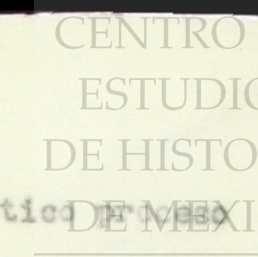 CENTRO
ESTUDIO
DE HISTO
DE MEXI
tico proceso